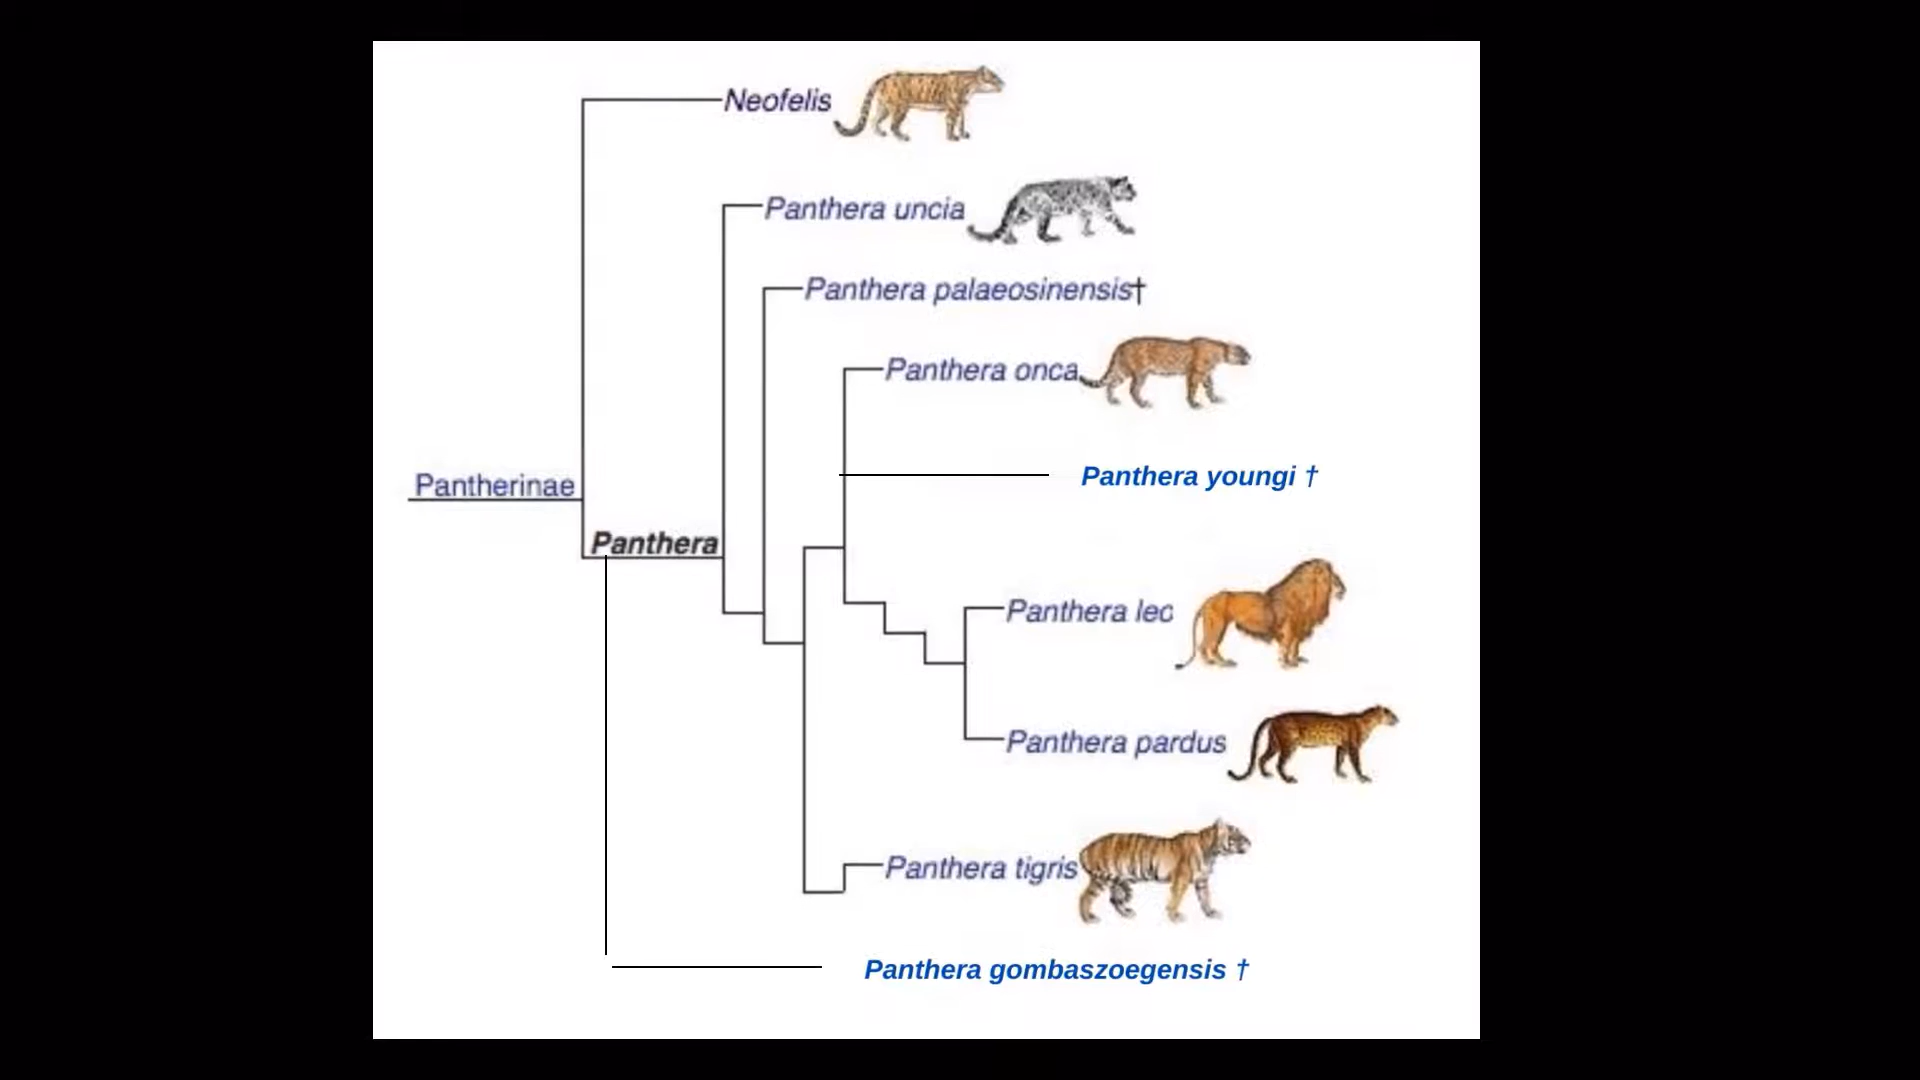 Neofelis
Panthera uncia
Panthera palaeosinensis†
Panthera onca
Panthera youngi †
Pantherinae
Panthera
Panthera leo
Panthera pardus
Panthera tigris
Panthera gombaszoegensis †